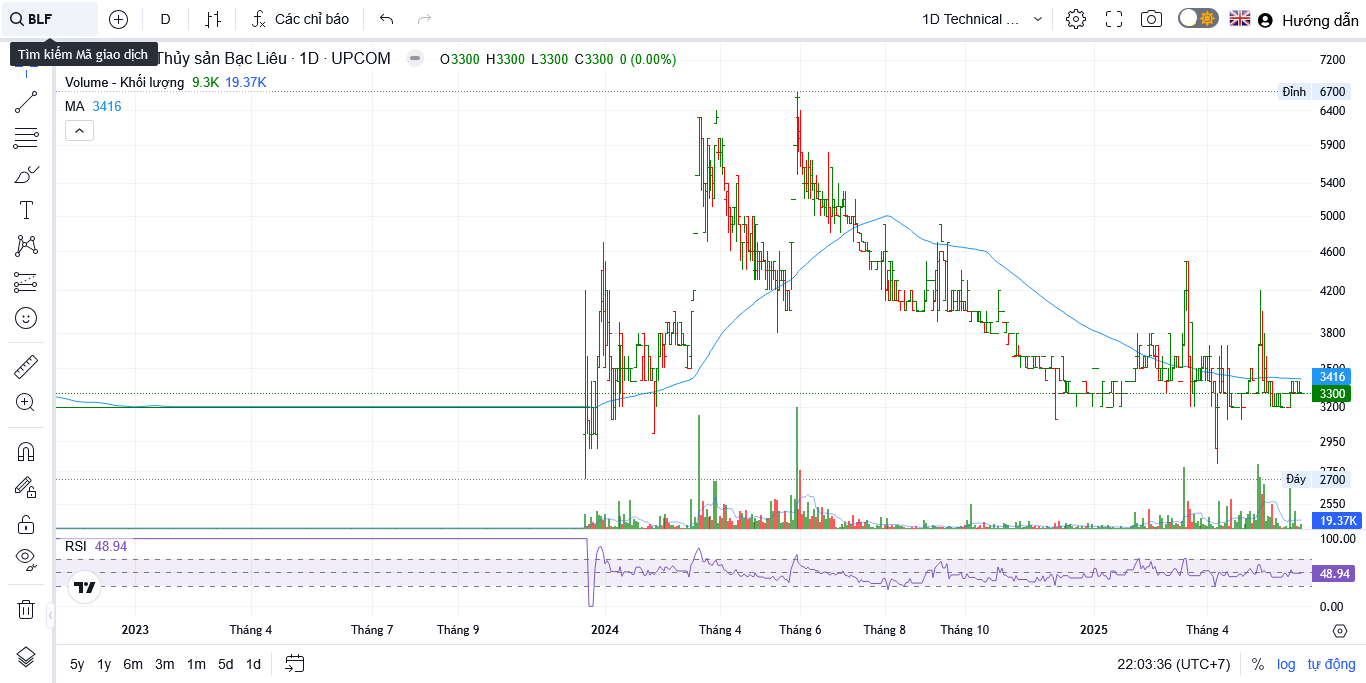 BLF
D
Các chỉ báo
1D Technical ...
Hướng dẫn
Tìm kiếm Mã giao dịch
Thủy sản Bạc Liêu · 1D · UPCOM
O3300 H3300 L3300 C3300 0 (0.00%)
Volume - Khối lượng 9.3K 19.37K
MA 3416
7200
Đỉnh 6700
6400
5900
5400
5000
4600
4200
3800
3500
3416
3300
3200
2950
2750
Đáy 2700
2550
19.37K
RSI 48.94
100.00
48.94
0.00
2023 Tháng 4 Tháng 7 Tháng 9 2024 Tháng 4 Tháng 6 Tháng 8 Tháng 10 2025 Tháng 4
5y 1y 6m 3m 1m 5d 1d
22:03:36 (UTC+7) % log tự động